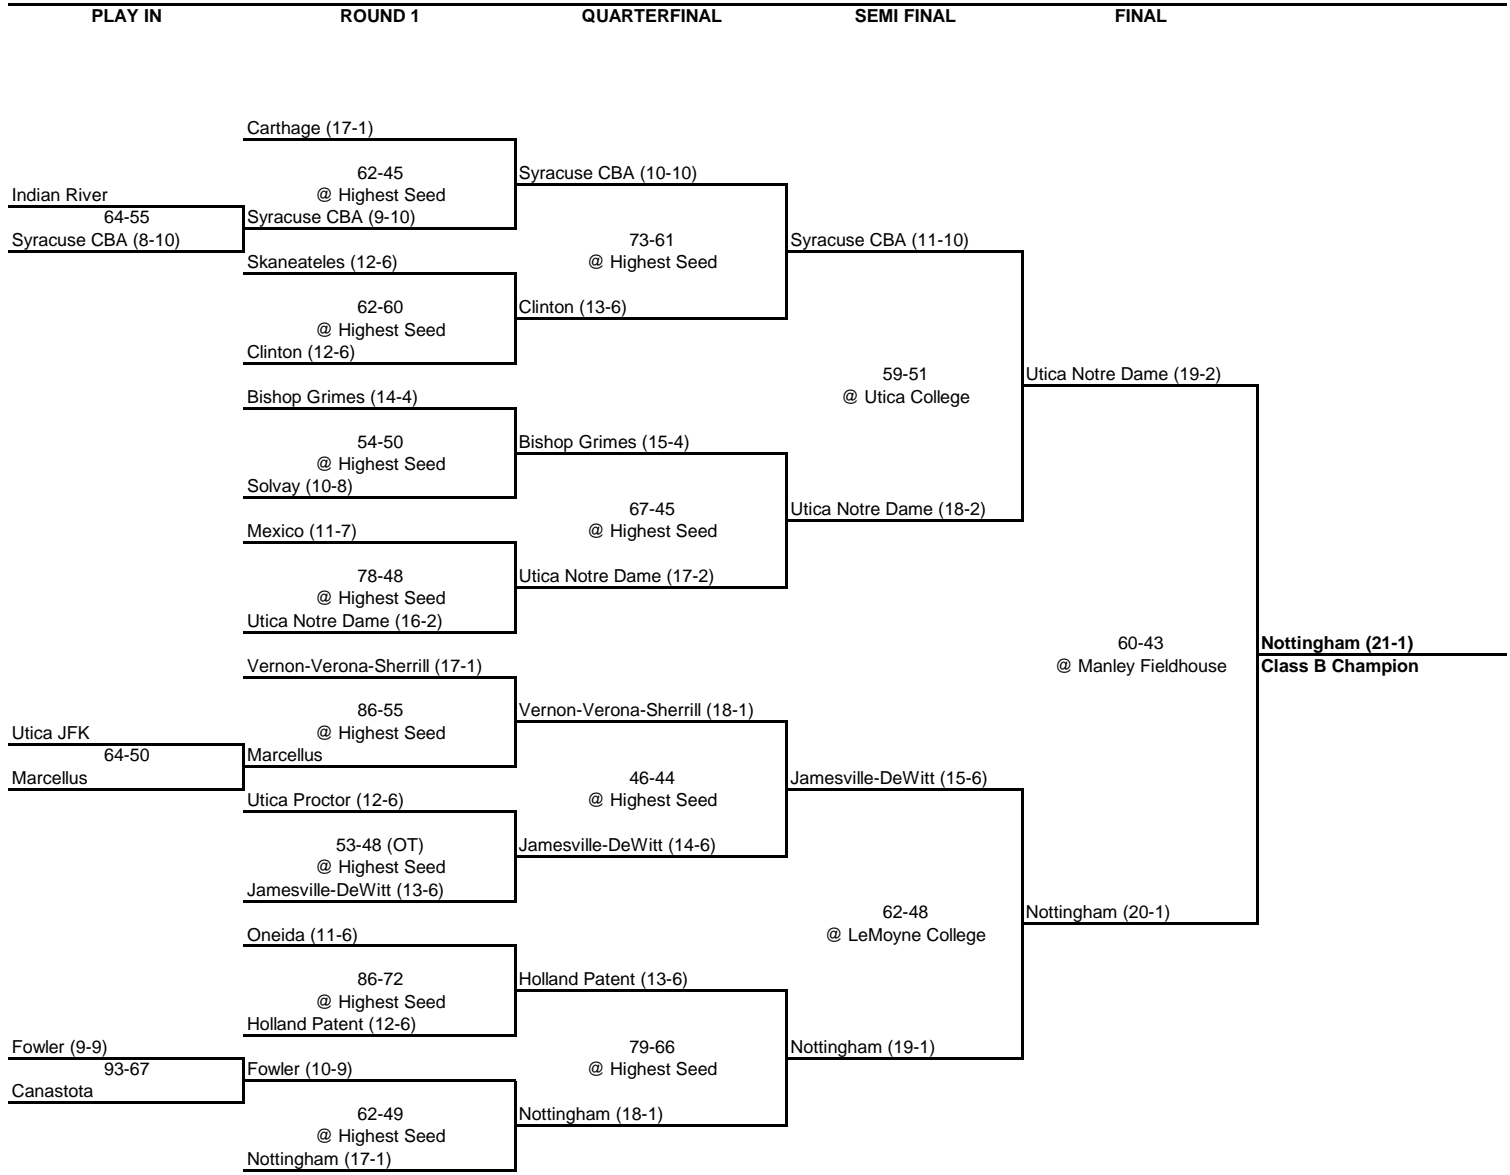 PLAY IN ROUND 1 QUARTERFINAL SEMI FINAL FINAL
Carthage (17-1)
62-45 Syracuse CBA (10-10)
Indian River @ Highest Seed
64-55 Syracuse CBA (9-10)
Syracuse CBA (8-10) 73-61 Syracuse CBA (11-10)
Skaneateles (12-6) @ Highest Seed
62-60 Clinton (13-6)
@ Highest Seed
Clinton (12-6)
59-51 Utica Notre Dame (19-2)
Bishop Grimes (14-4) @ Utica College
54-50 Bishop Grimes (15-4)
@ Highest Seed
Solvay (10-8)
67-45 Utica Notre Dame (18-2)
Mexico (11-7) @ Highest Seed
78-48 Utica Notre Dame (17-2)
@ Highest Seed
Utica Notre Dame (16-2)
60-43 Nottingham (21-1)
Vernon-Verona-Sherrill (17-1) @ Manley Fieldhouse Class B Champion
86-55 Vernon-Verona-Sherrill (18-1)
Utica JFK @ Highest Seed
64-50 Marcellus
Marcellus 46-44 Jamesville-DeWitt (15-6)
Utica Proctor (12-6) @ Highest Seed
53-48 (OT) Jamesville-DeWitt (14-6)
@ Highest Seed
Jamesville-DeWitt (13-6)
62-48 Nottingham (20-1)
Oneida (11-6) @ LeMoyne College
86-72 Holland Patent (13-6)
@ Highest Seed
Holland Patent (12-6)
Fowler (9-9) 79-66 Nottingham (19-1)
93-67 Fowler (10-9) @ Highest Seed
Canastota
62-49 Nottingham (18-1)
@ Highest Seed
Nottingham (17-1)